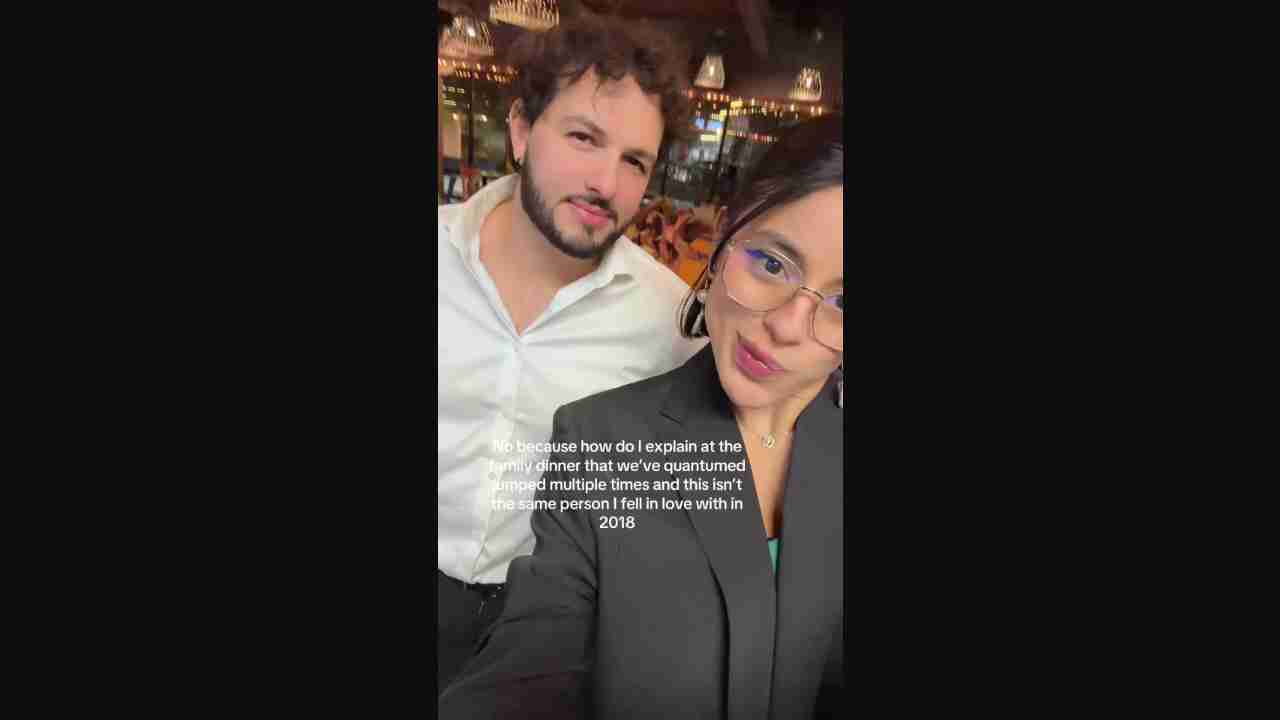 No because how do I explain at the
family dinner that we've quantumed
jumped multiple times and this isn't
the same person I fell in love with in
2018